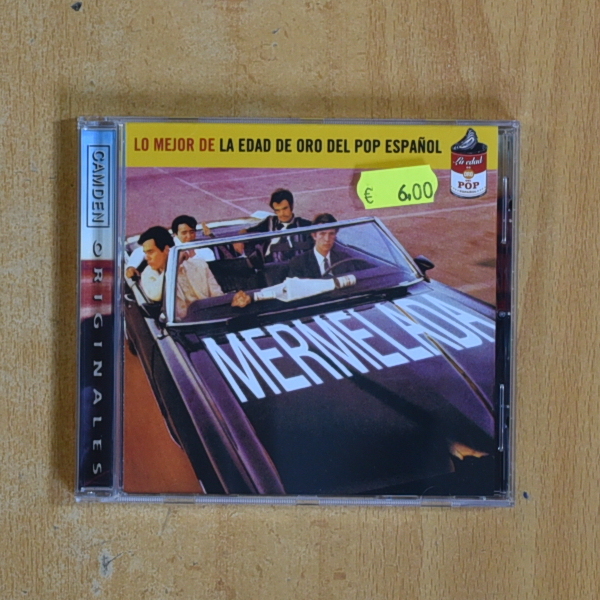 LO MEJOR DE LA EDAD DE ORO DEL POP ESPAÑOL
La edad
POP
€ 6,00
CAMDEN
ORIGINALES
MERMELADA